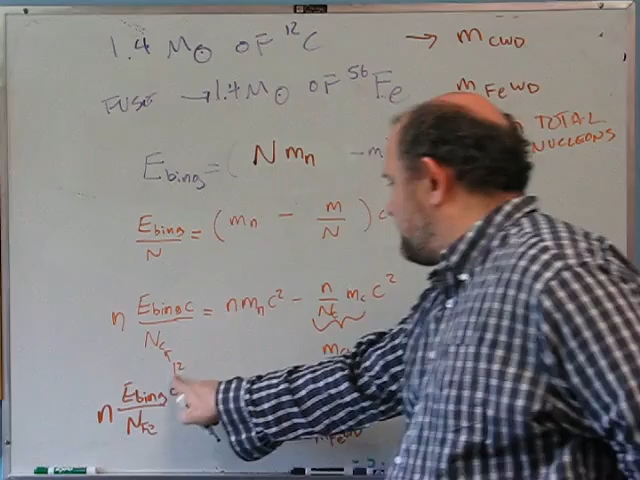 1.4 M⊙ OF ¹²C → m_CWD
FUSE → 1.4 M⊙ OF ⁵⁶Fe m_FeWD
TOTAL
NUCLEONS
E_bing = ( N m_n - m
E_bing/N = ( m_n - m/N ) c
n E_bing C/N_C = n m_n c² - n/N_C m_c c²
12
n E_bing/N_Fe
m_FeWD